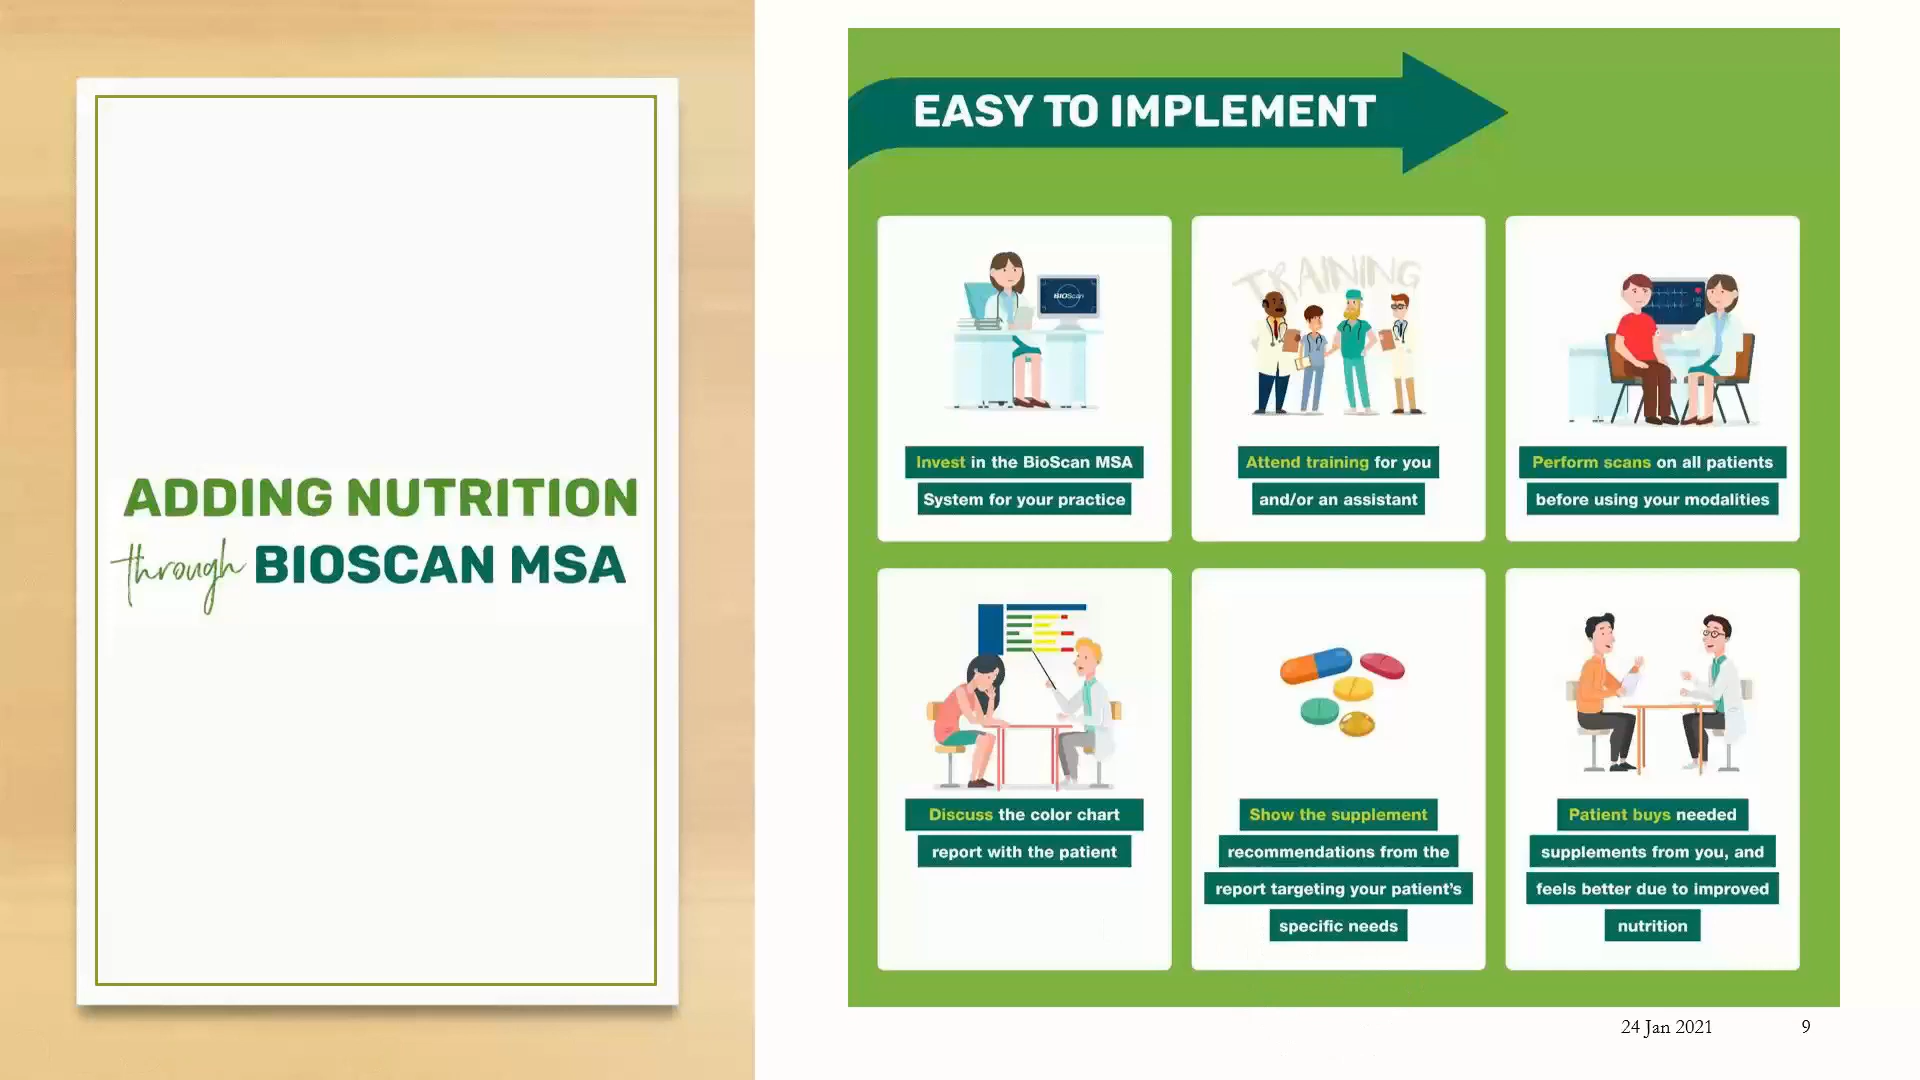 ADDING NUTRITION
through BIOSCAN MSA
EASY TO IMPLEMENT
BIOScan
Invest in the BioScan MSA
System for your practice
TRAINING
Attend training for you
and/or an assistant
Perform scans on all patients
before using your modalities
Discuss the color chart
report with the patient
Show the supplement
recommendations from the
report targeting your patient's
specific needs
Patient buys needed
supplements from you, and
feels better due to improved
nutrition
24 Jan 2021
9